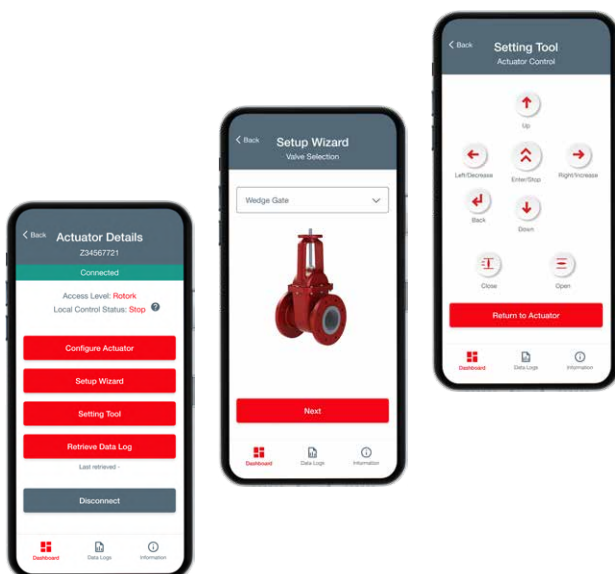 Back
Actuator Details
Z34567721
Connected
Access Level: Rotork
Local Control Status: Stop ?
Configure Actuator
Setup Wizard
Setting Tool
Retrieve Data Log
Last retrieved -
Disconnect
Dashboard
Data Logs
Information
Back
Setup Wizard
Valve Selection
Wedge Gate
Next
Dashboard
Data Logs
Information
Back
Setting Tool
Actuator Control
Up
Left/Decrease
Enter/Stop
Right/Increase
Back
Down
Close
Open
Return to Actuator
Dashboard
Data Logs
Information